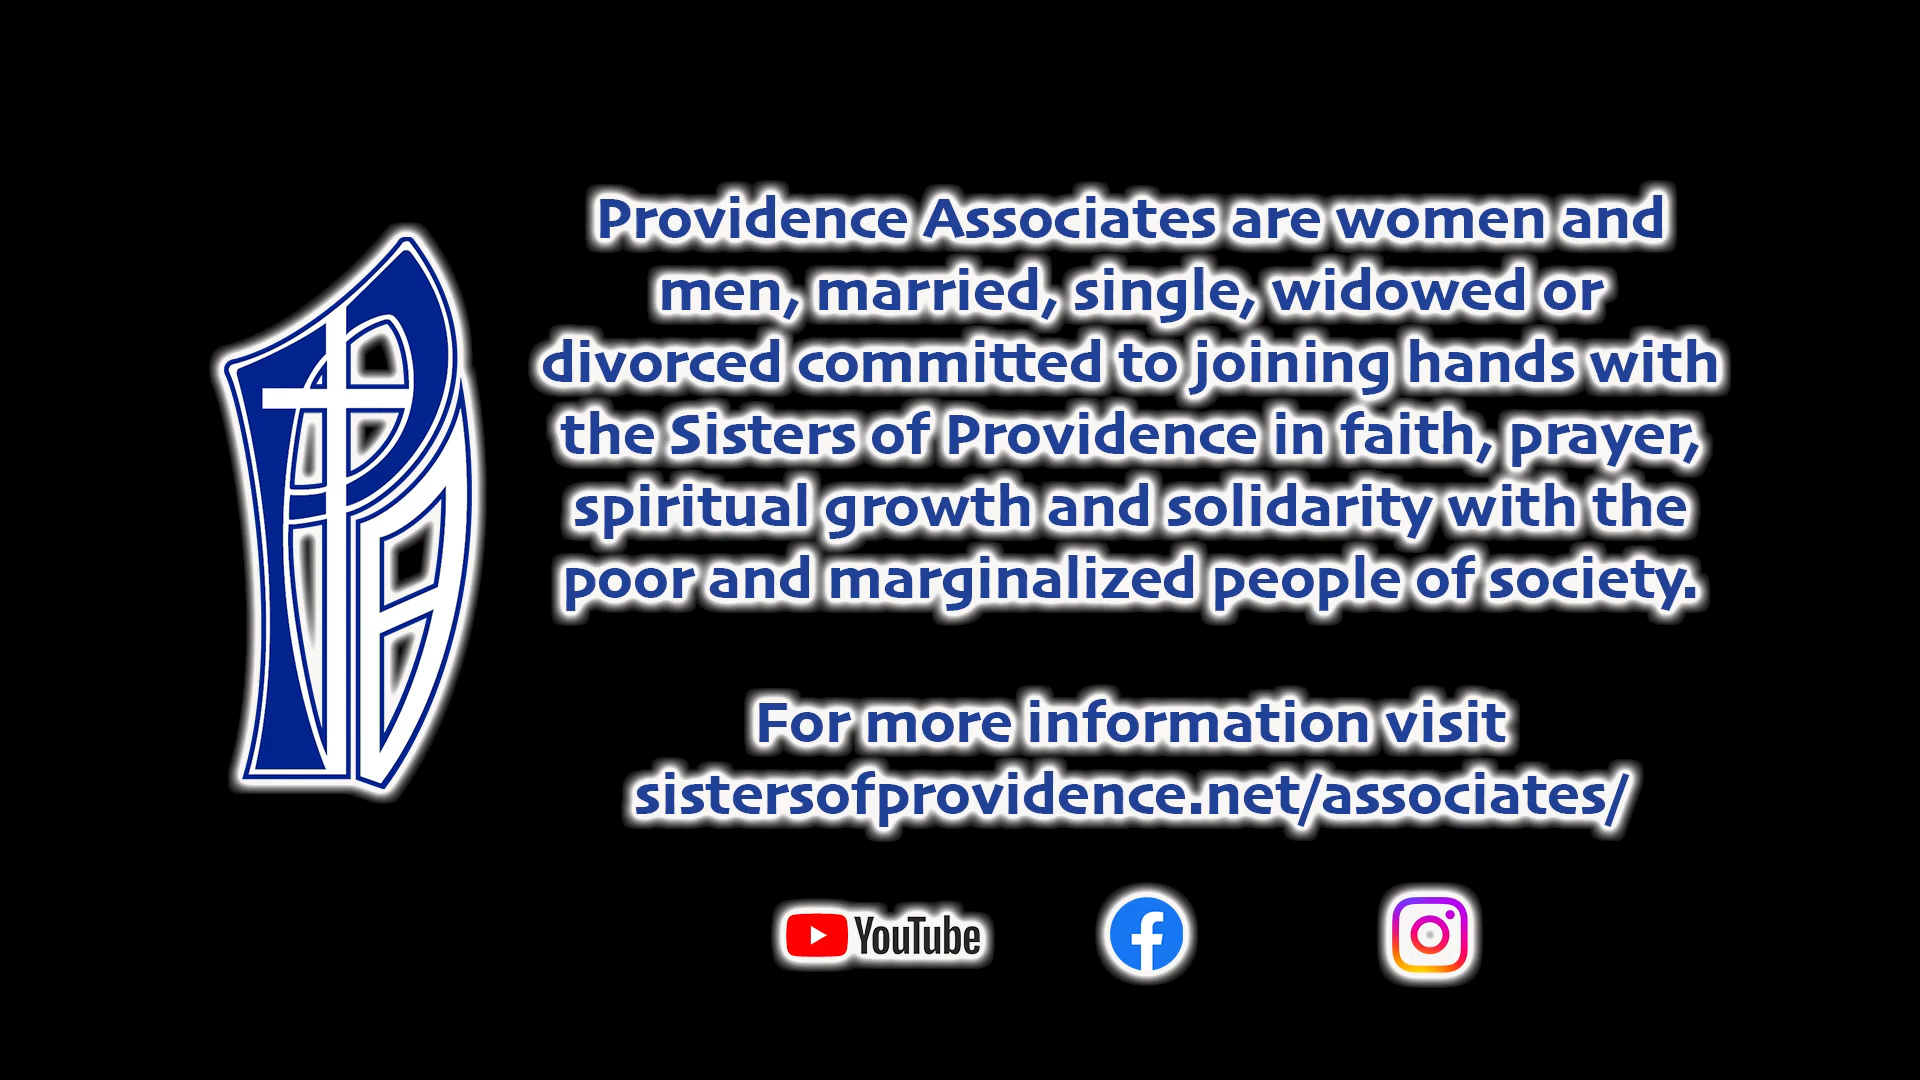 Providence Associates are women and
men, married, single, widowed or
divorced committed to joining hands with
the Sisters of Providence in faith, prayer,
spiritual growth and solidarity with the
poor and marginalized people of society.
For more information visit
sistersofprovidence.net/associates/
YouTube